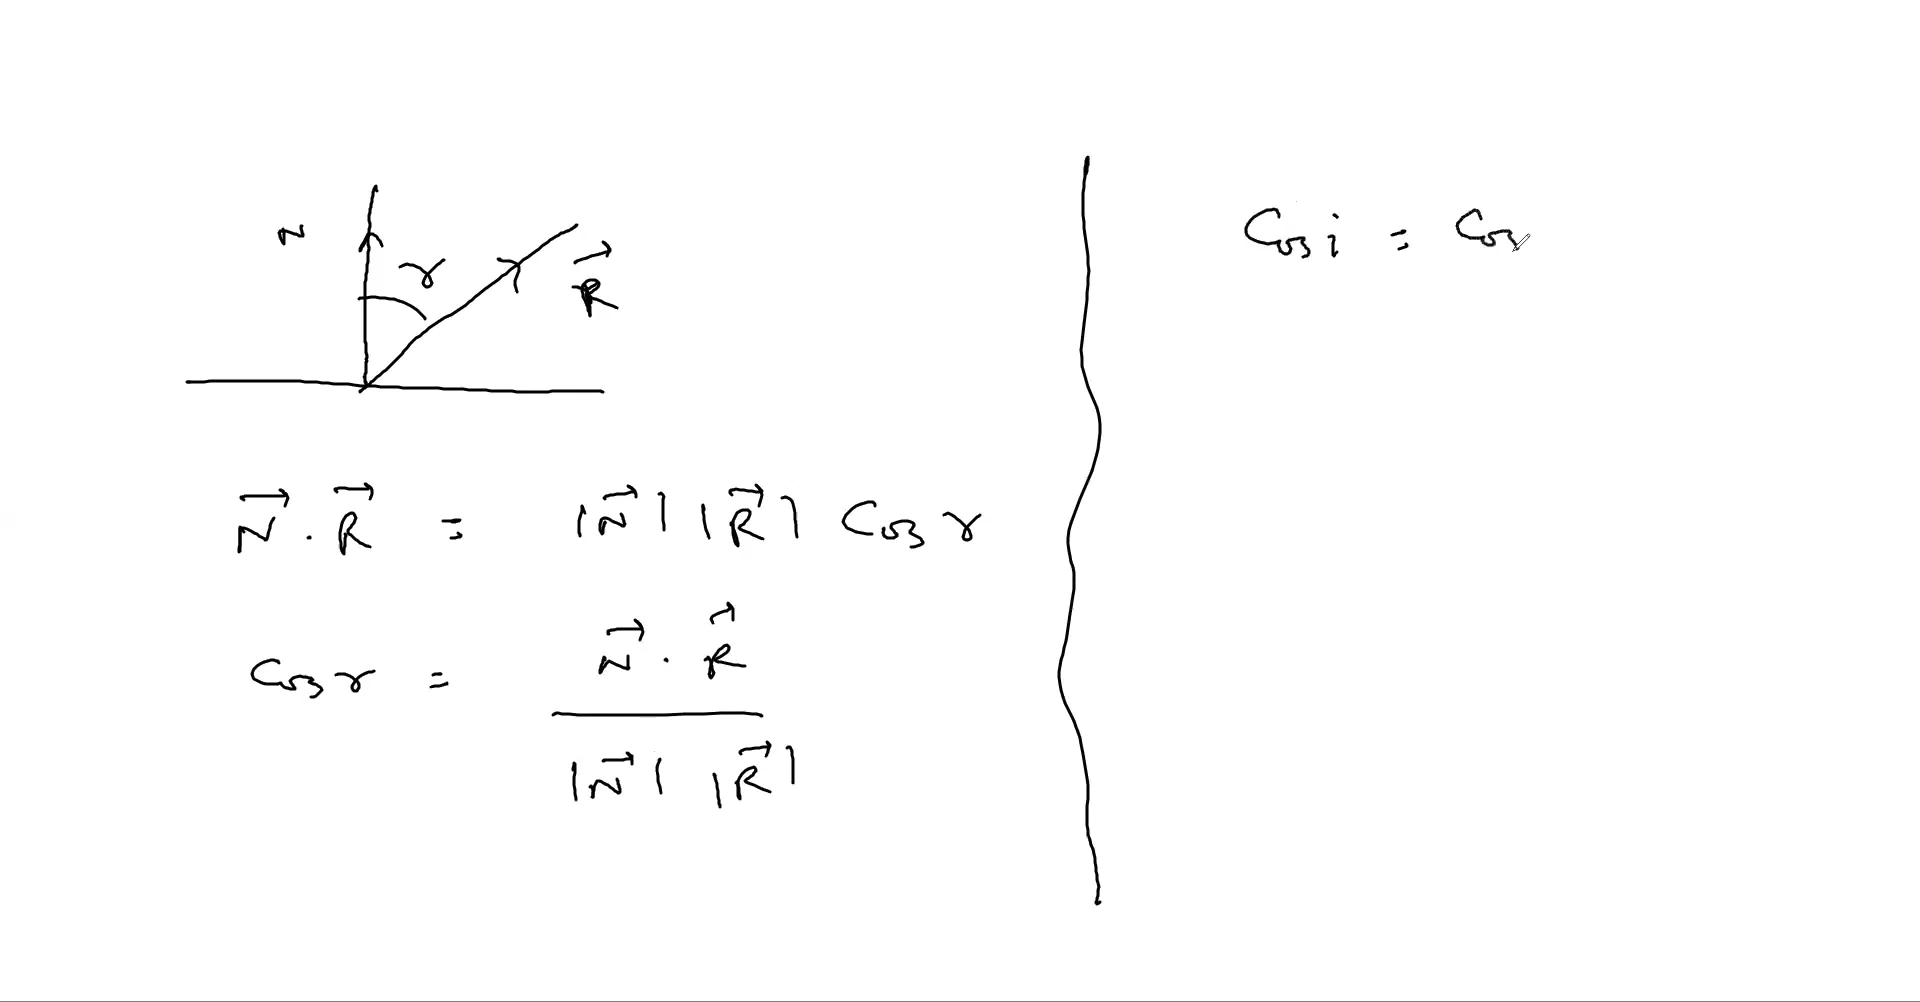 N
r
R⃗
N⃗ . R⃗ = |N⃗| |R⃗| Cos r
Cos r = N⃗ . R⃗
|N⃗| |R⃗|
Cos i = Cos